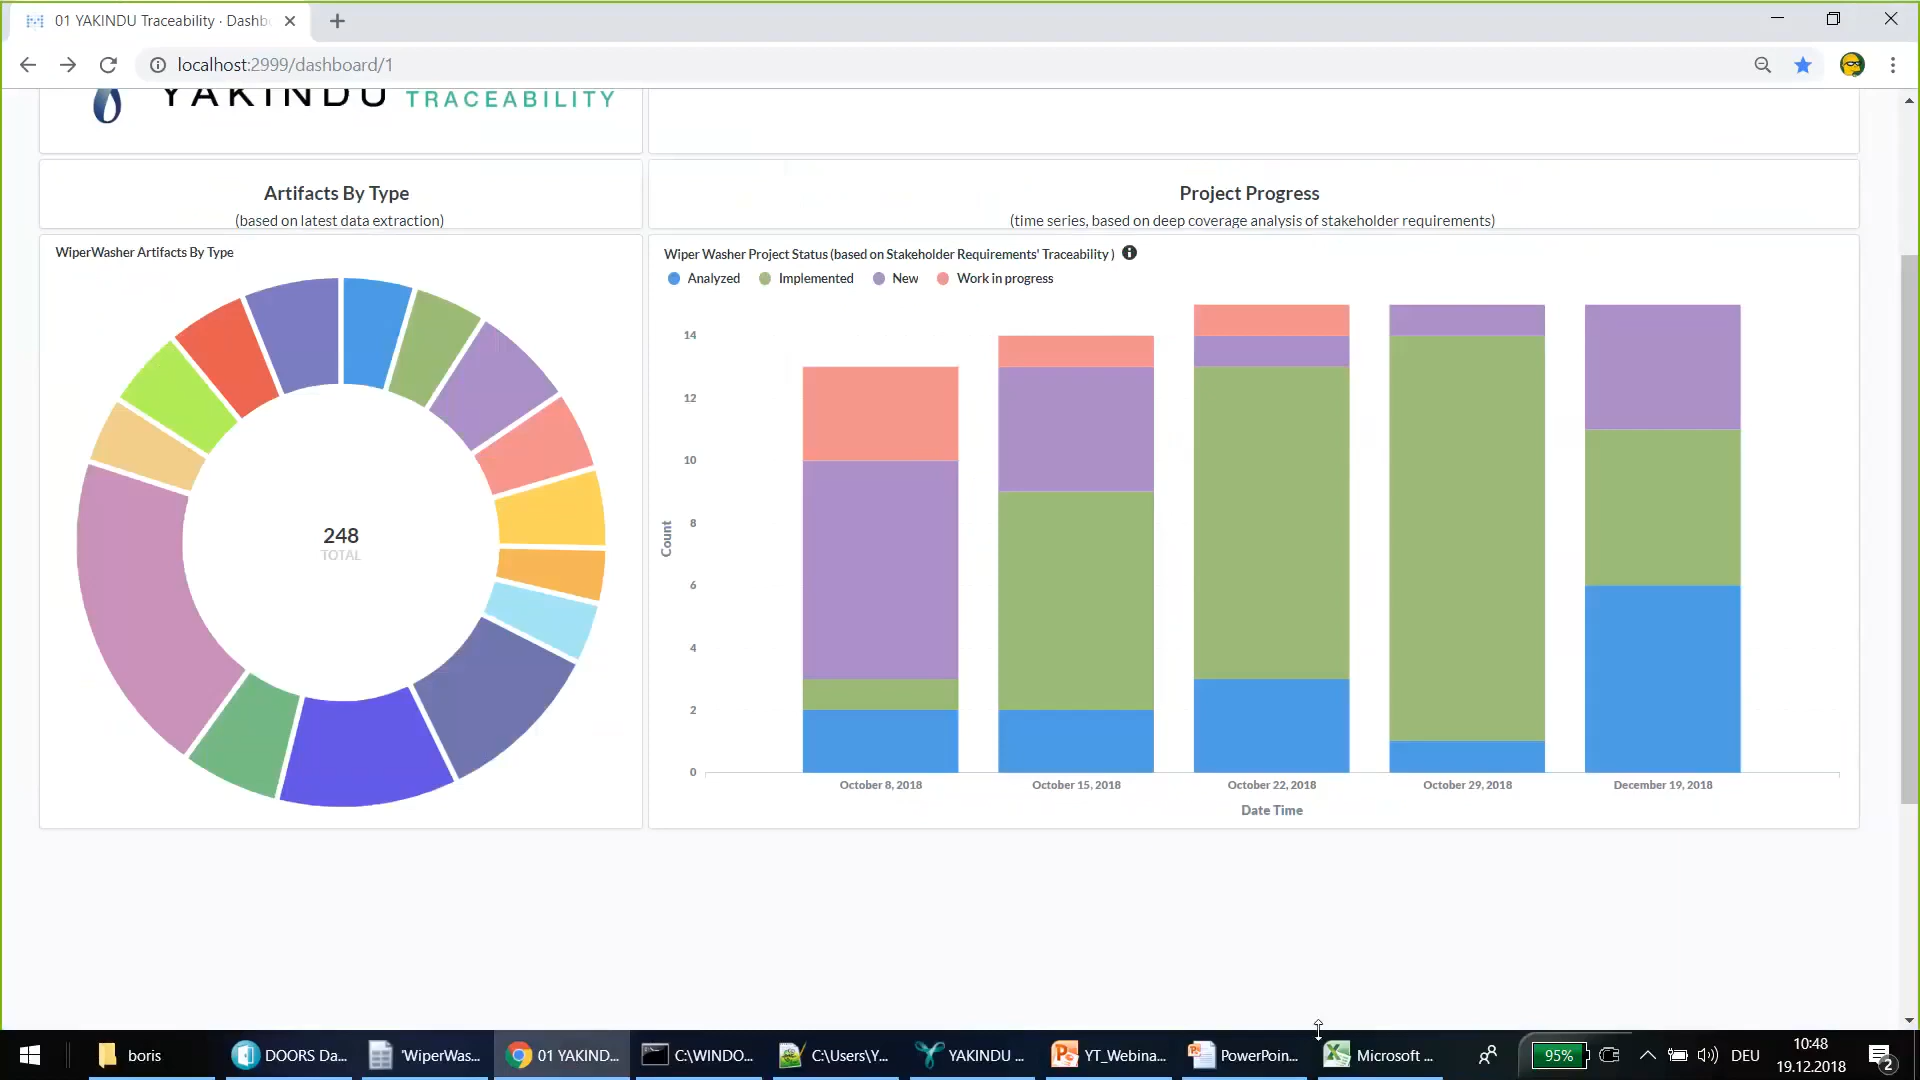 01 YAKINDU Traceability · Dashb
localhost:2999/dashboard/1
YAKINDU TRACEABILITY
Artifacts By Type
(based on latest data extraction)
Project Progress
(time series, based on deep coverage analysis of stakeholder requirements)
WiperWasher Artifacts By Type
248
TOTAL
Wiper Washer Project Status (based on Stakeholder Requirements' Traceability )
Analyzed Implemented New Work in progress
14
12
10
8
6
4
2
0
Count
October 8, 2018 October 15, 2018 October 22, 2018 October 29, 2018 December 19, 2018
Date Time
boris DOORS Da... 'WiperWas... 01 YAKIND... C:\WINDO... C:\Users\Y... YAKINDU ... YT_Webina... PowerPoin... Microsoft ... 95% DEU
10:48
19.12.2018
2